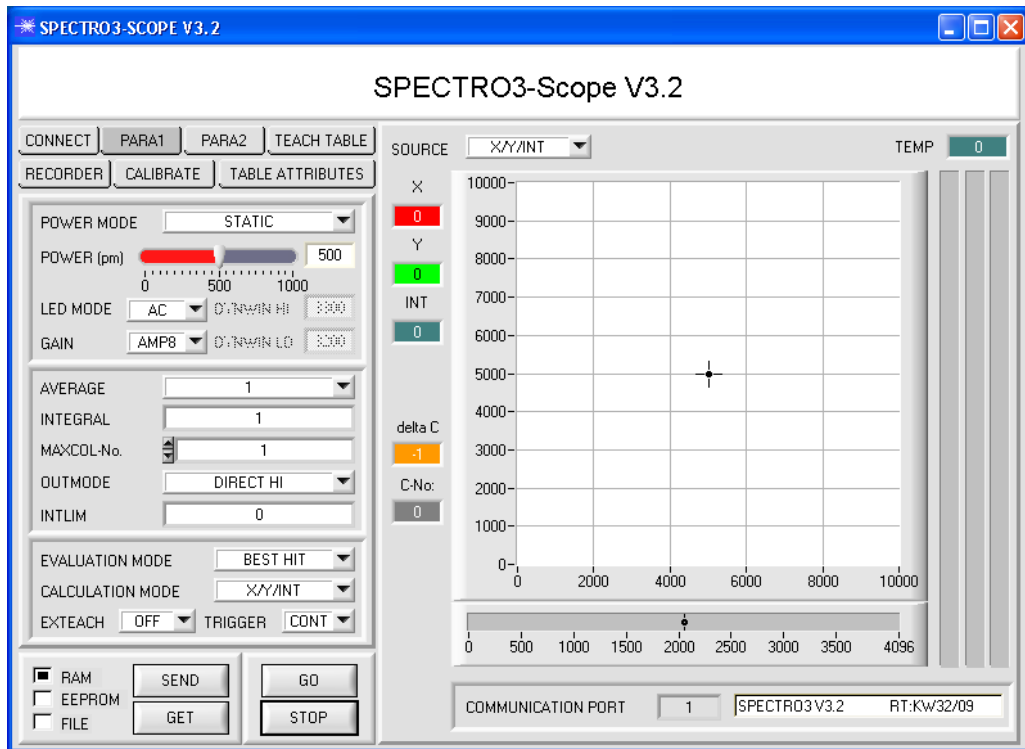 SPECTRO3-SCOPE V3.2
SPECTRO3-Scope V3.2
CONNECT PARA1 PARA2 TEACH TABLE
RECORDER CALIBRATE TABLE ATTRIBUTES
POWER MODE STATIC
POWER (pm) 500
0 500 1000
LED MODE AC DYNWIN HI 3300
GAIN AMP8 DYNWIN LO 3200
AVERAGE 1
INTEGRAL 1
MAXCOL-No. 1
OUTMODE DIRECT HI
INTLIM 0
EVALUATION MODE BEST HIT
CALCULATION MODE X/Y/INT
EXTEACH OFF TRIGGER CONT
RAM
EEPROM
FILE
SEND GO
GET STOP
SOURCE X/Y/INT TEMP 0
X
0
Y
0
INT
0
delta C
-1
C-No:
0
10000
9000
8000
7000
6000
5000
4000
3000
2000
1000
0
0 2000 4000 6000 8000 10000
0 500 1000 1500 2000 2500 3000 3500 4096
COMMUNICATION PORT 1 SPECTRO3 V3.2 RT:KW32/09